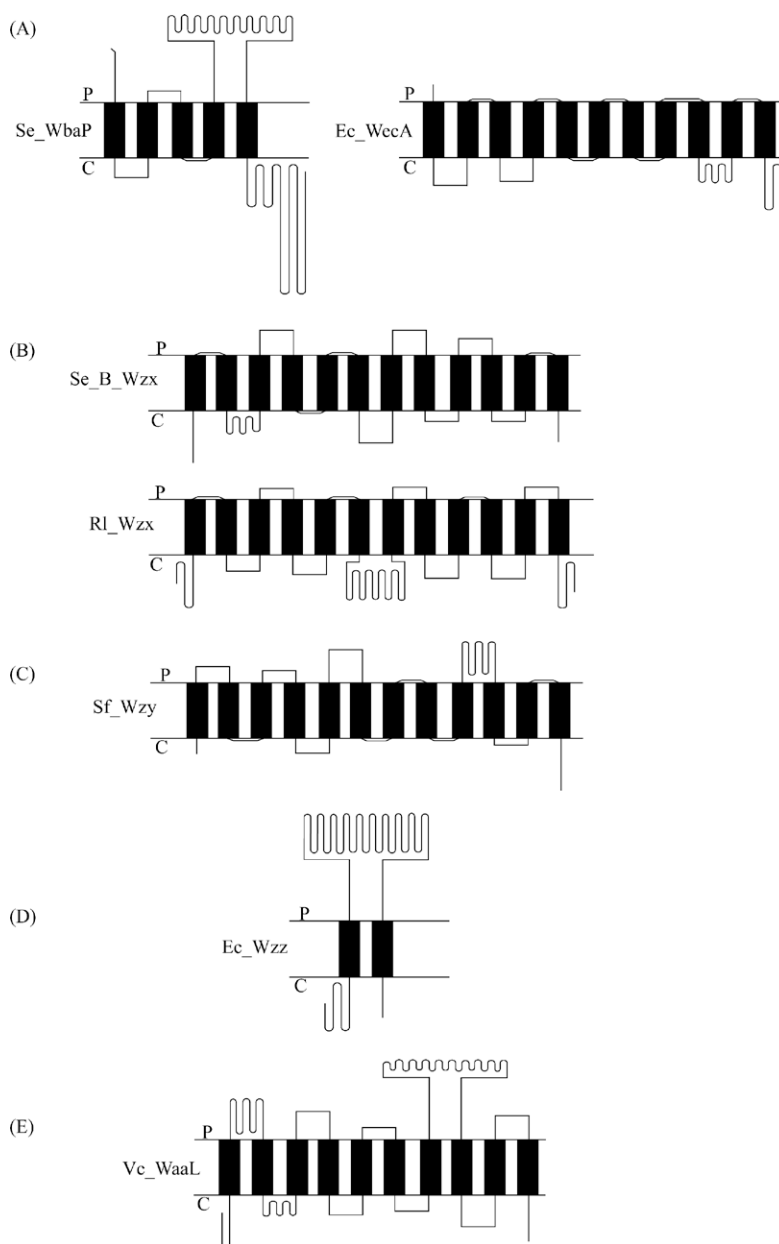 (A)
P
Se_WbaP
C
P
Ec_WecA
C
(B)
P
Se_B_Wzx
C
P
Rl_Wzx
C
(C)
P
Sf_Wzy
C
(D)
P
Ec_Wzz
C
(E)
P
Vc_WaaL
C